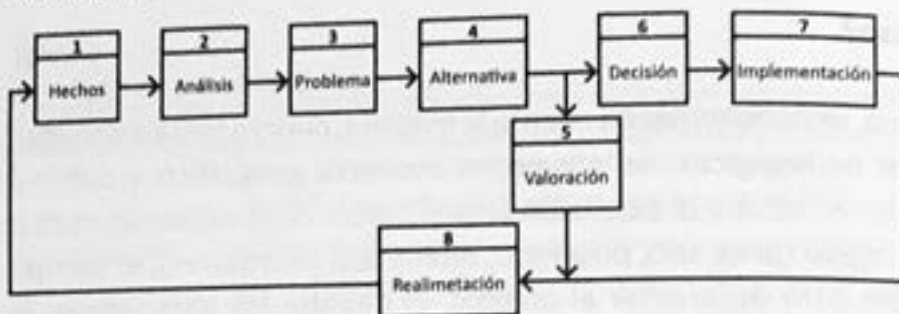 1
Hechos
2
Análisis
3
Problema
4
Alternativa
6
Decisión
7
Implementación
5
Valoración
8
Realimetación